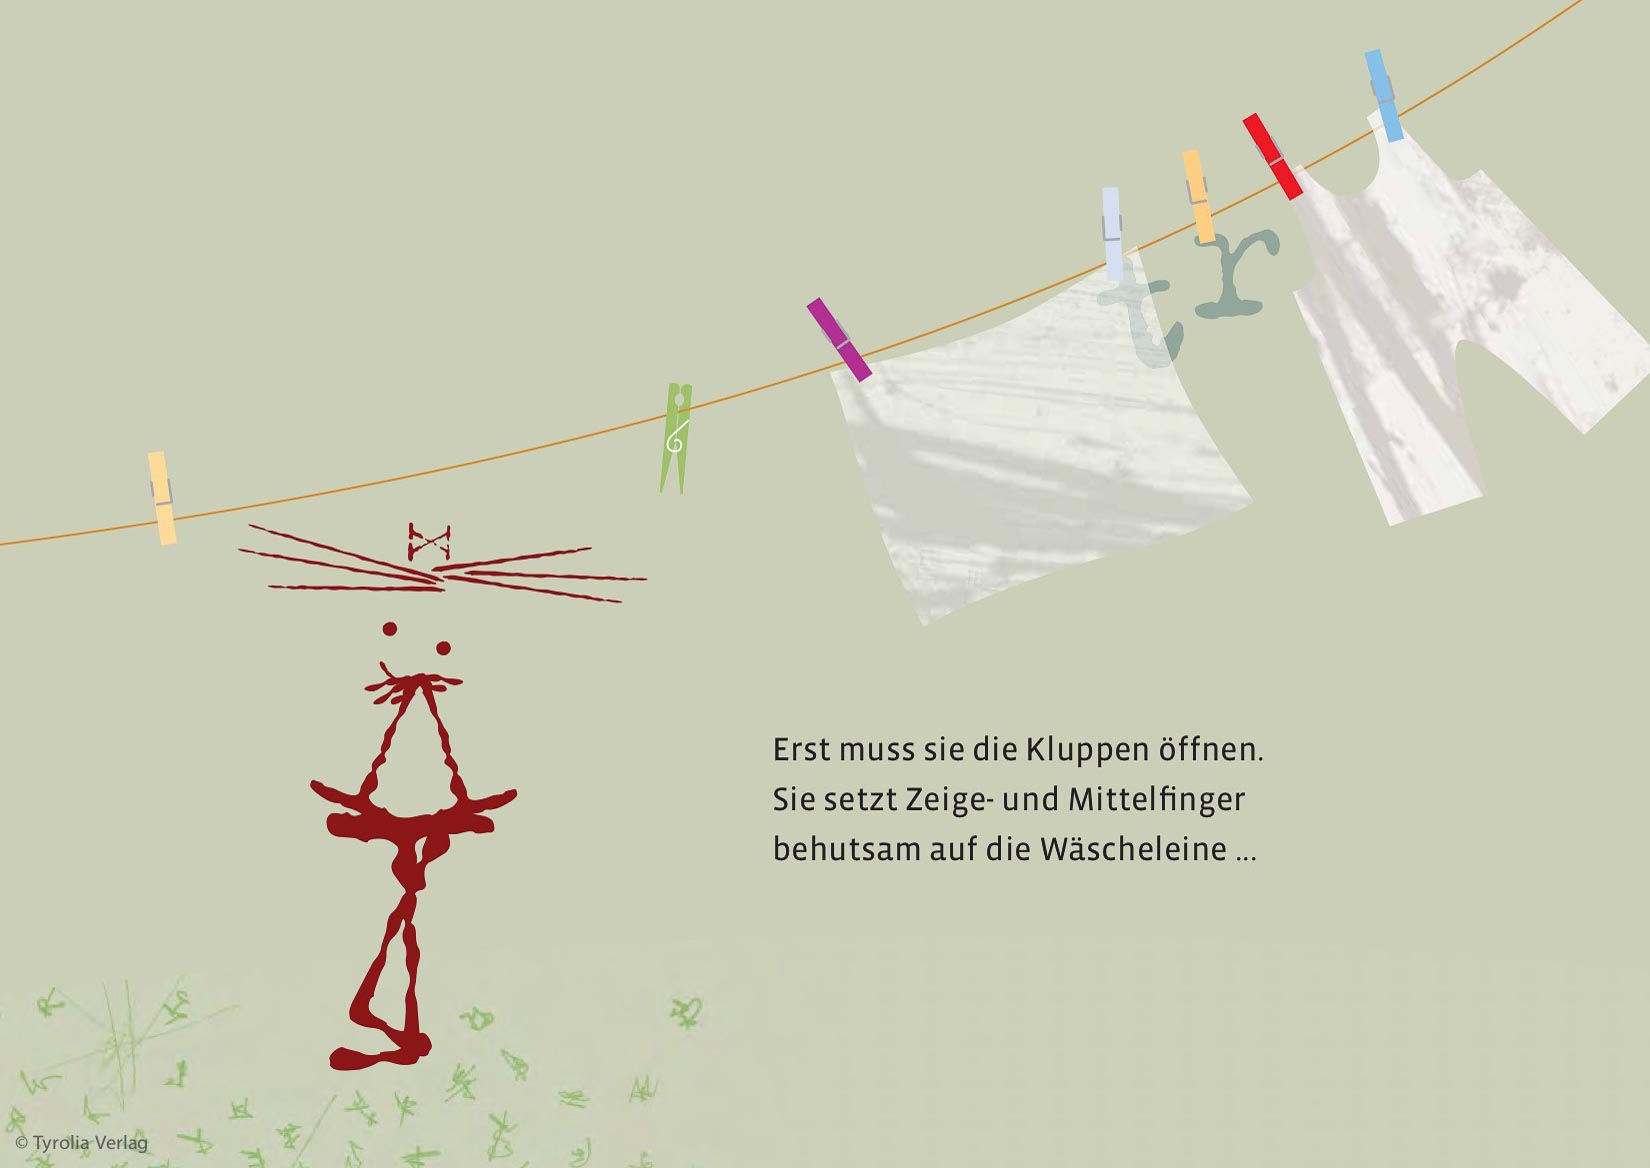 t r
Erst muss sie die Kluppen öffnen.
Sie setzt Zeige- und Mittelfinger
behutsam auf die Wäscheleine ...
© Tyrolia Verlag